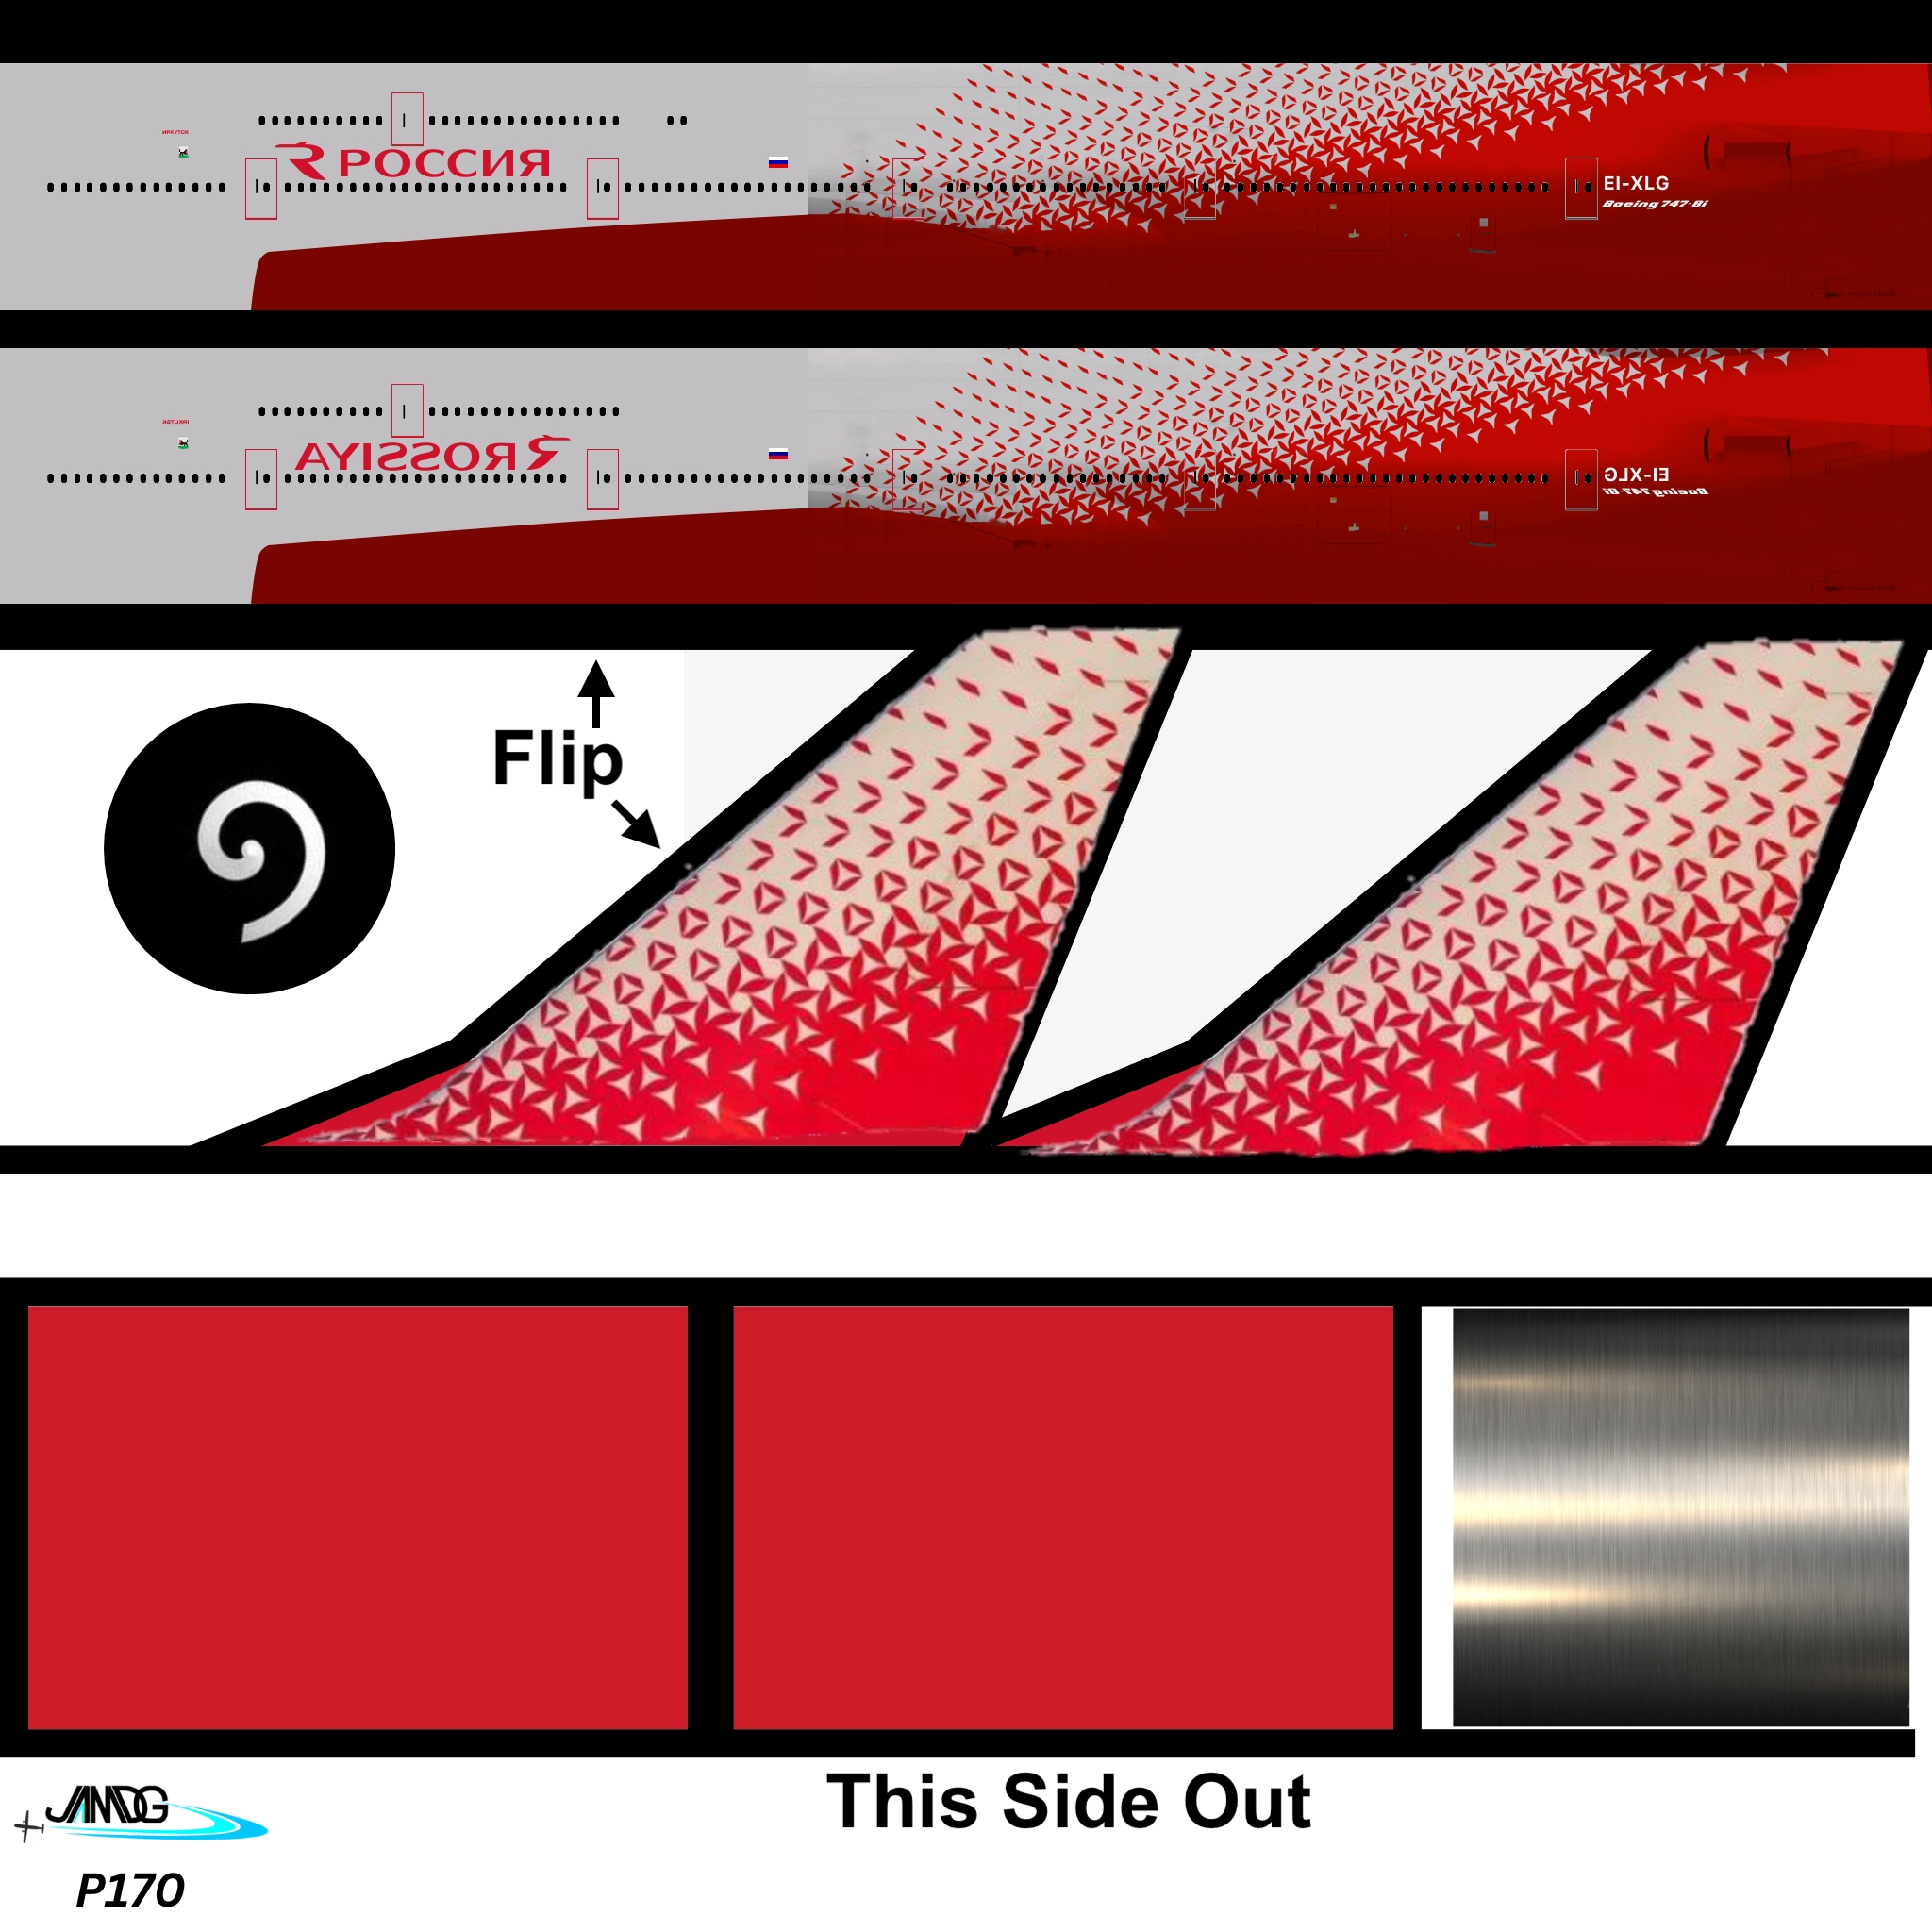 ИРКУТСК
РОССИЯ
EI-XLG
Boeing 747-8i
IRKUTSK
ROSSIYA
EI-XLG
Boeing 747-8i
Flip
This Side Out
JAMDG
P170